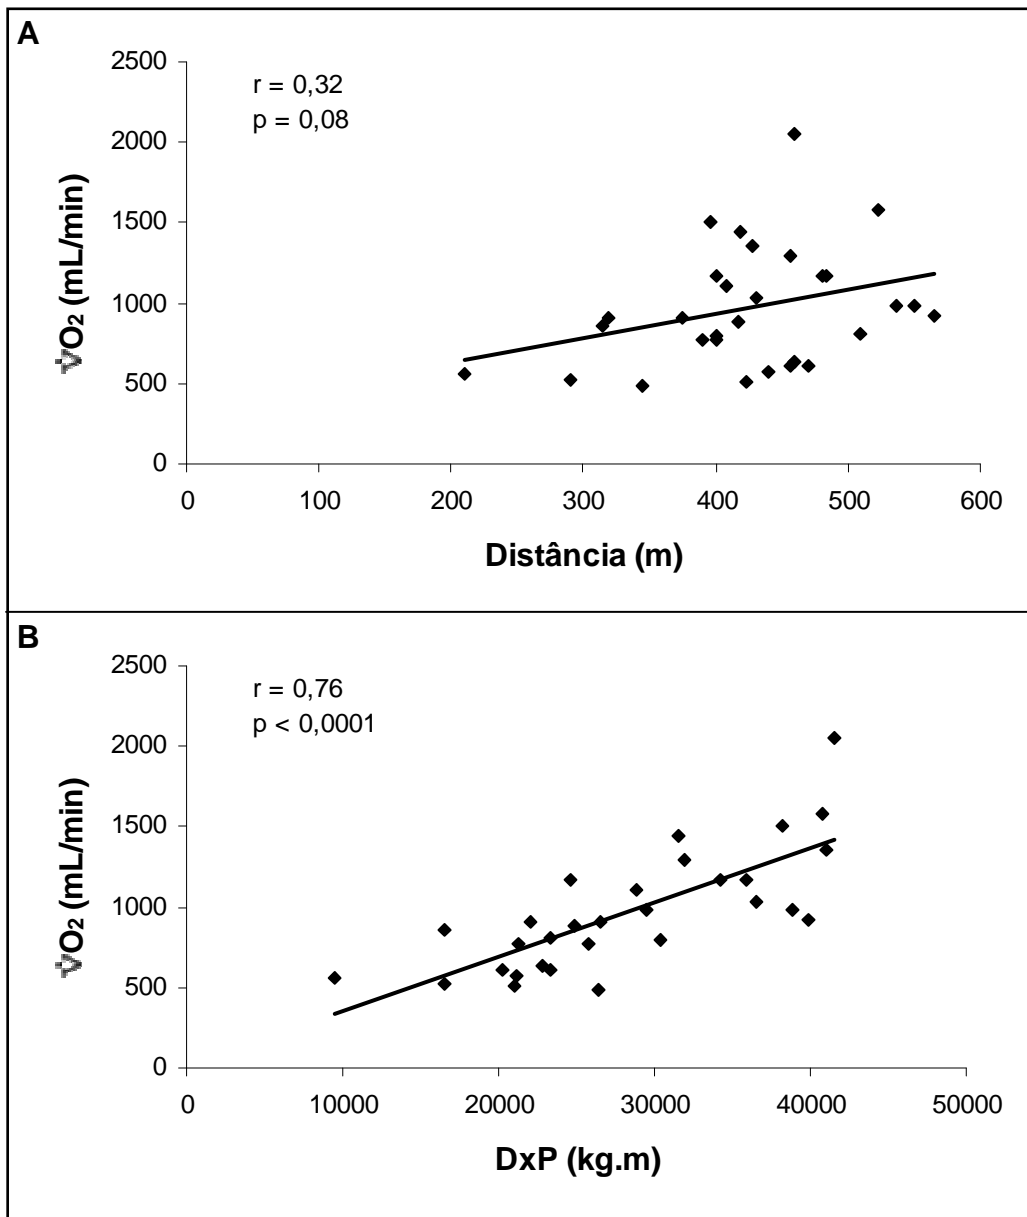 A
r = 0,32
p = 0,08
2500
2000
1500
1000
500
0
V̇O₂ (mL/min)
0 100 200 300 400 500 600
Distância (m)
B
r = 0,76
p < 0,0001
2500
2000
1500
1000
500
0
V̇O₂ (mL/min)
0 10000 20000 30000 40000 50000
DxP (kg.m)